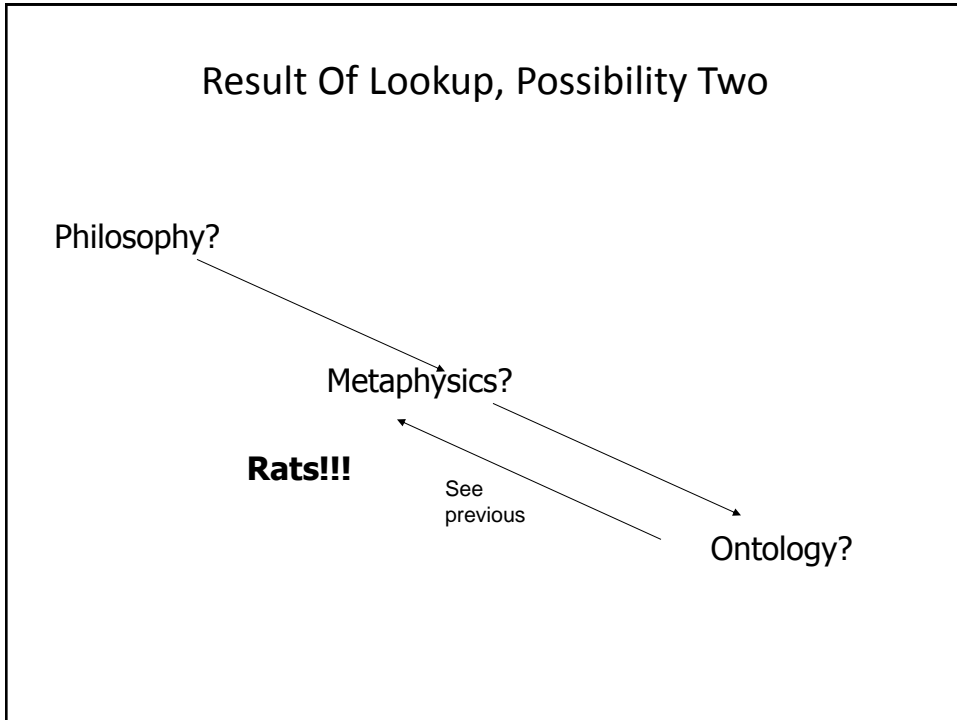 Result Of Lookup, Possibility Two
Philosophy?
Metaphysics?
Rats!!!
See
previous
Ontology?